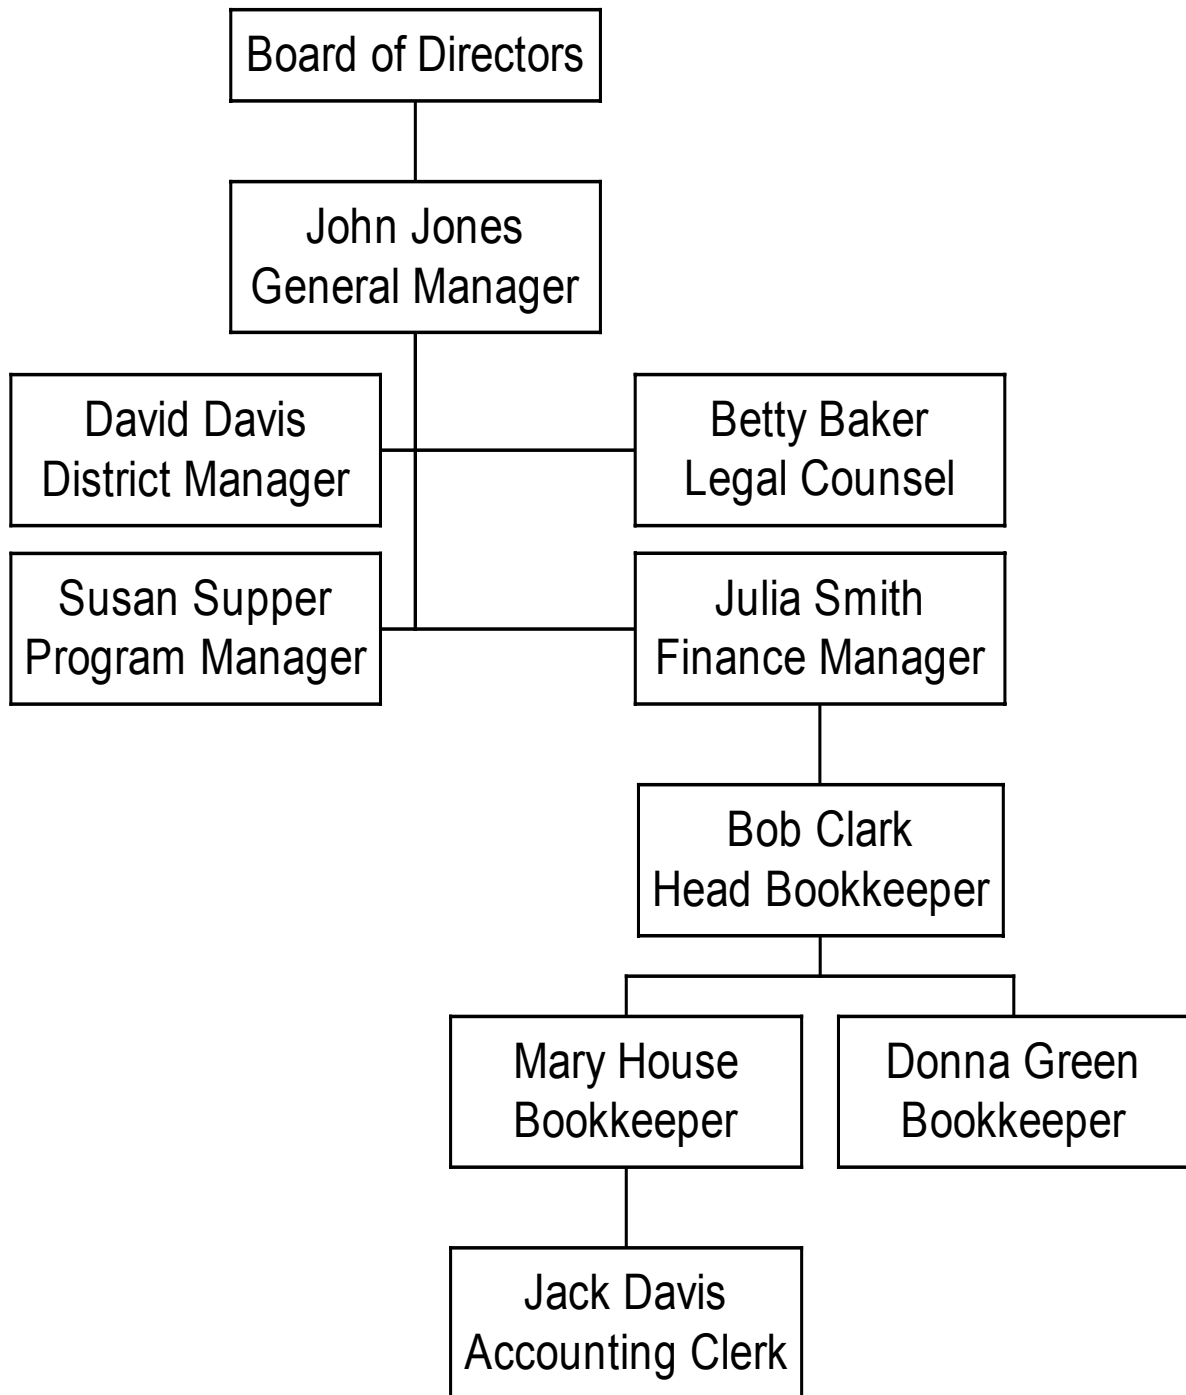 Board of Directors
John Jones
General Manager
David Davis
District Manager
Betty Baker
Legal Counsel
Susan Supper
Program Manager
Julia Smith
Finance Manager
Bob Clark
Head Bookkeeper
Mary House
Bookkeeper
Donna Green
Bookkeeper
Jack Davis
Accounting Clerk